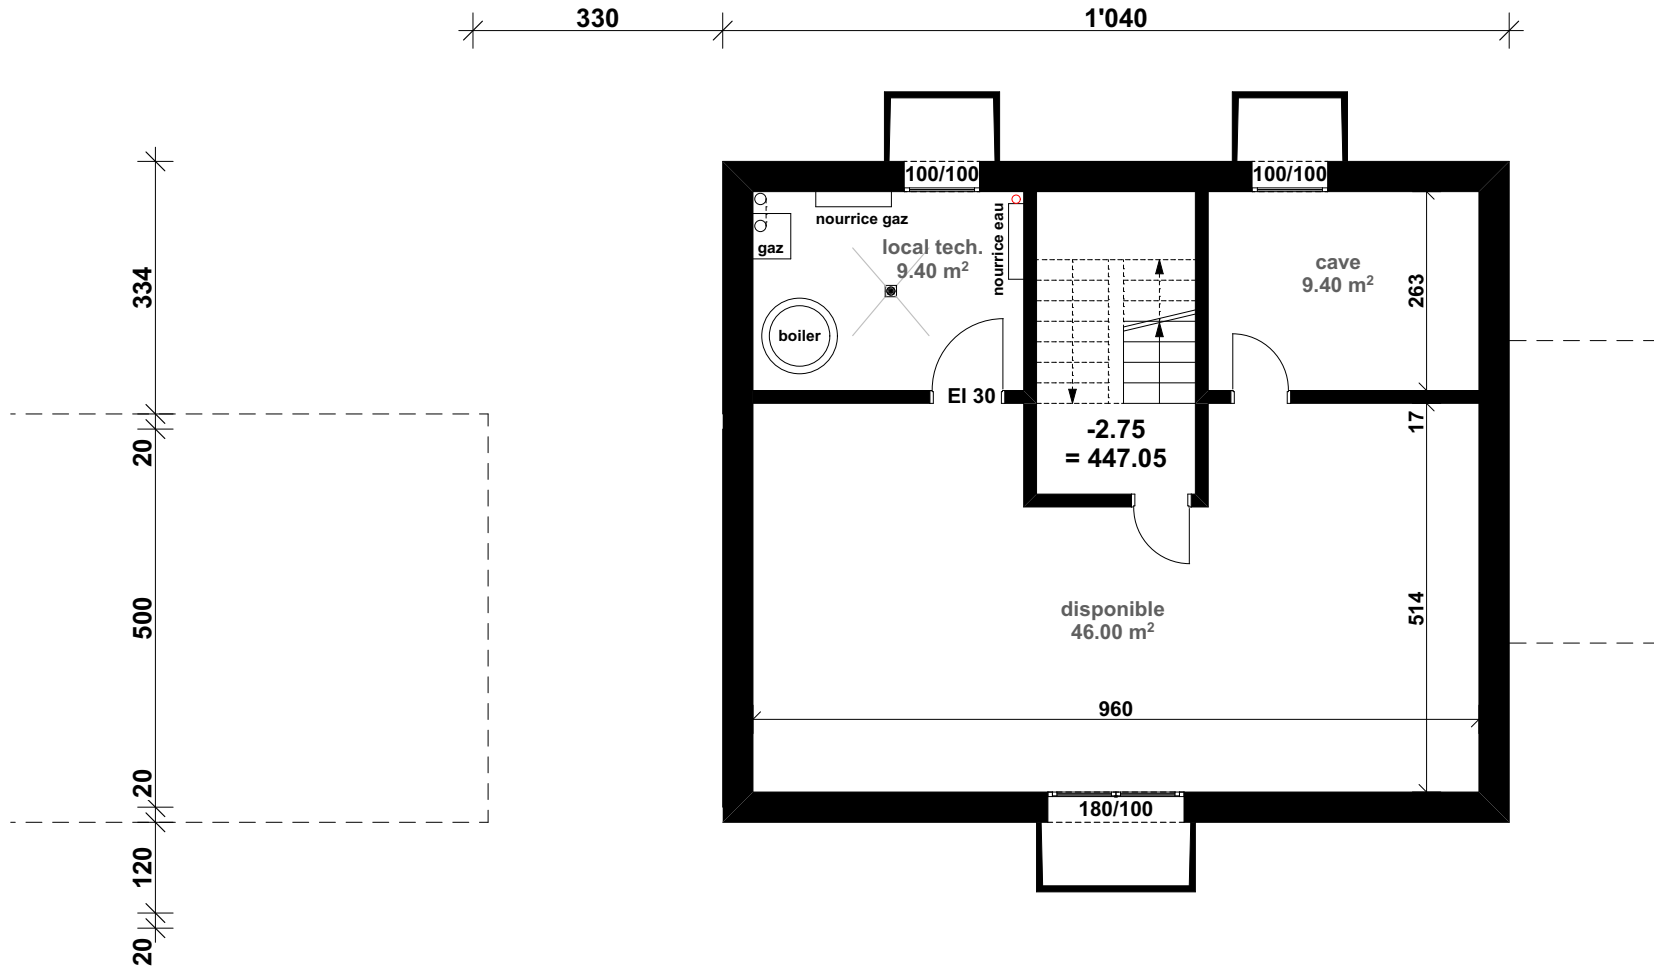 330
1'040
100/100
100/100
nourrice gaz
gaz
nourrice eau
local tech.
9.40 m²
cave
9.40 m²
263
334
boiler
EI 30
-2.75
= 447.05
17
20
500
disponible
46.00 m²
514
960
20
180/100
120
20